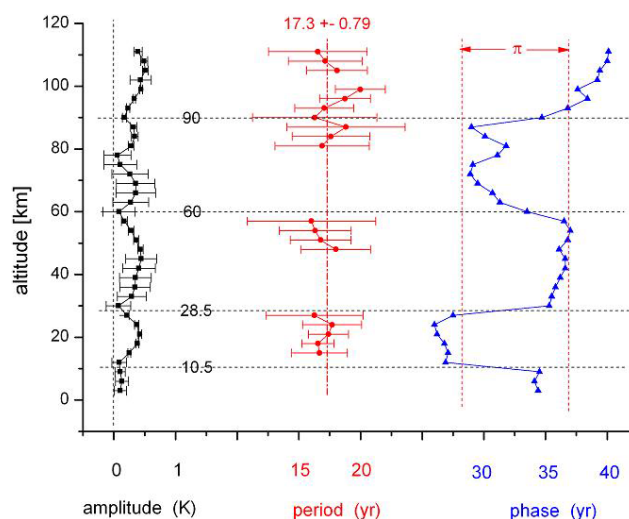 17.3 +- 0.79
120
π
100
90
80
60
60
40
28.5
20
10.5
0
altitude [km]
0 1 15 20 30 35 40
amplitude (K) period (yr) phase (yr)